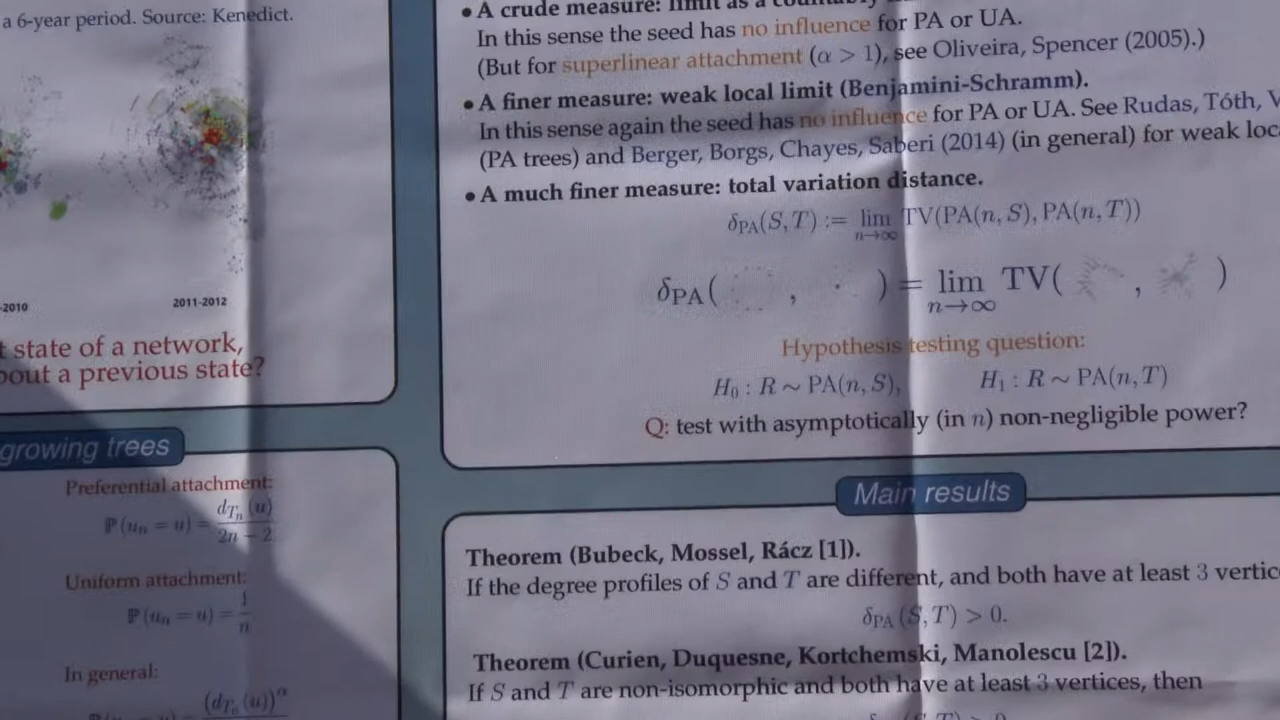 a 6-year period. Source: Kenedict.
-2010
2011-2012
t state of a network,
bout a previous state?
growing trees
Preferential attachment:
ℙ(uₙ = u) = d_{Tₙ}(u) / 2n − 2
Uniform attachment:
ℙ(uₙ = u) = 1/n
In general:
(d_{Tₙ}(u))^α
• A crude measure: limit as a
In this sense the seed has no influence for PA or UA.
(But for superlinear attachment (α > 1), see Oliveira, Spencer (2005).)
• A finer measure: weak local limit (Benjamini-Schramm).
In this sense again the seed has no influence for PA or UA. See Rudas, Tóth, V
(PA trees) and Berger, Borgs, Chayes, Saberi (2014) (in general) for weak loc
• A much finer measure: total variation distance.
δ_PA(S, T) := lim_{n→∞} TV(PA(n, S), PA(n, T))
δ_PA( , ) = lim_{n→∞} TV( , )
Hypothesis testing question:
H₀ : R ∼ PA(n, S), H₁ : R ∼ PA(n, T)
Q: test with asymptotically (in n) non-negligible power?
Main results
Theorem (Bubeck, Mossel, Rácz [1]).
If the degree profiles of S and T are different, and both have at least 3 vertice
δ_PA(S, T) > 0.
Theorem (Curien, Duquesne, Kortchemski, Manolescu [2]).
If S and T are non-isomorphic and both have at least 3 vertices, then